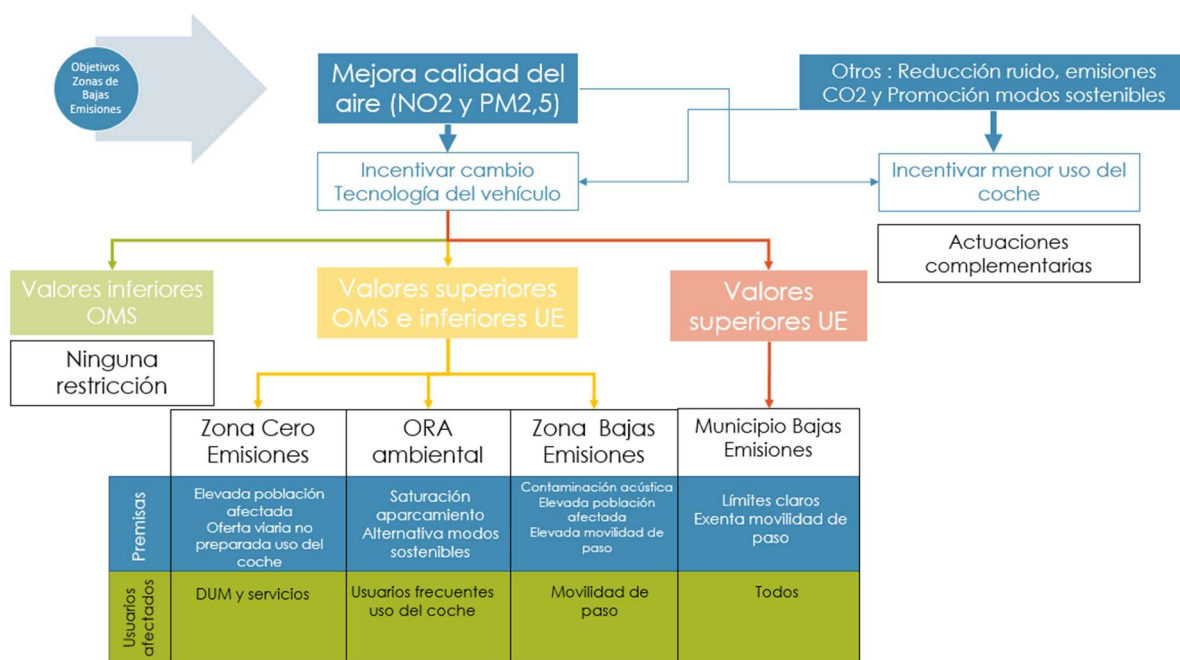 Objetivos
Zonas de
Bajas
Emisiones
Mejora calidad del
aire (NO2 y PM2,5)
Otros : Reducción ruido, emisiones
CO2 y Promoción modos sostenibles
Incentivar cambio
Tecnología del vehículo
Incentivar menor uso del
coche
Actuaciones
complementarias
Valores inferiores
OMS
Valores superiores
OMS e inferiores UE
Valores
superiores UE
Ninguna
restricción
Zona Cero
Emisiones
ORA
ambiental
Zona Bajas
Emisiones
Municipio Bajas
Emisiones
Premisas
Elevada población
afectada
Oferta viaria no
preparada uso del
coche
Saturación
aparcamiento
Alternativa modos
sostenibles
Contaminación acústica
Elevada población
afectada
Elevada movilidad de
paso
Límites claros
Exenta movilidad de
paso
Usuarios
afectados
DUM y servicios
Usuarios frecuentes
uso del coche
Movilidad de
paso
Todos